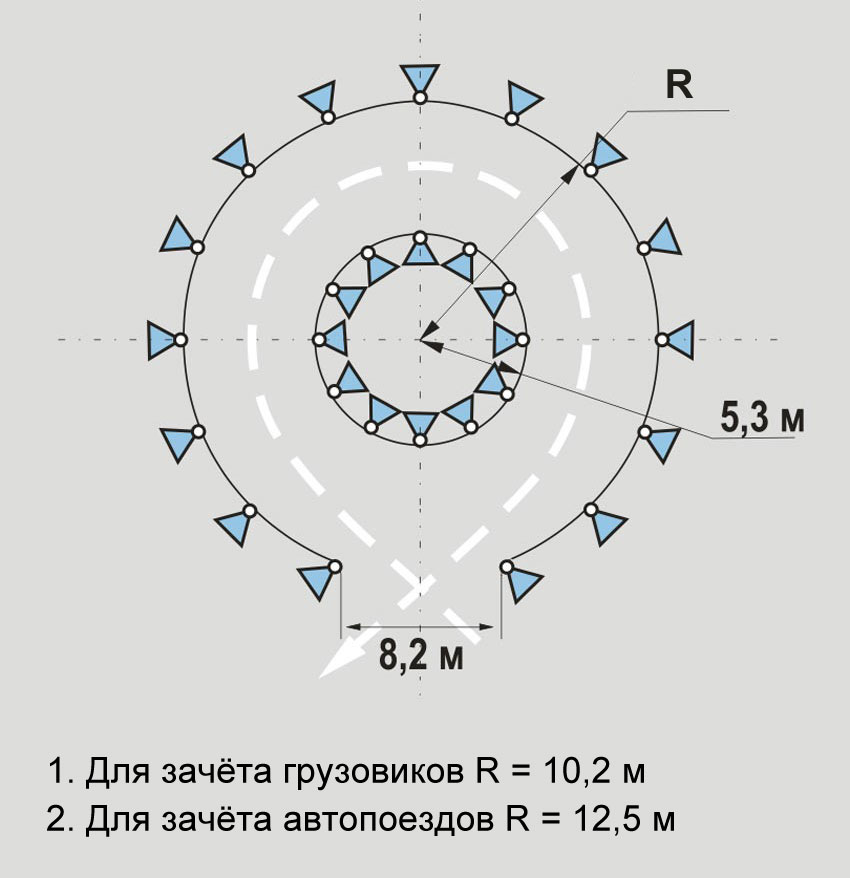 R
5,3 м
8,2 м
1. Для зачёта грузовиков R = 10,2 м
2. Для зачёта автопоездов R = 12,5 м